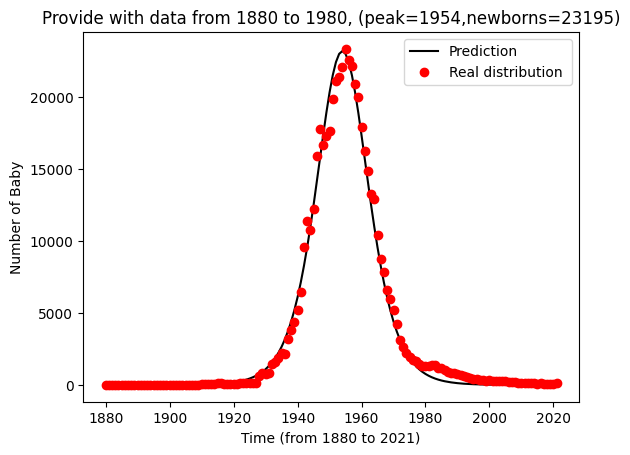 Provide with data from 1880 to 1980, (peak=1954,newborns=23195)
Prediction
Real distribution
Number of Baby
20000
15000
10000
5000
0
1880 1900 1920 1940 1960 1980 2000 2020
Time (from 1880 to 2021)